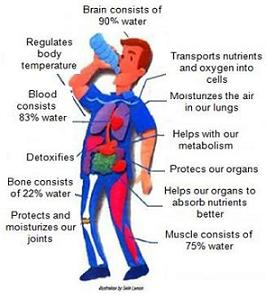 Brain consists of
90% water
Regulates
body
temperature
Transports nutrients
and oxygen into
cells
Blood
consists
83% water
Moisturizes the air
in our lungs
Helps with our
metabolism
Detoxifies
Protecs our organs
Bone consists
of 22% water
Helps our organs to
absorb nutrients
better
Protects and
moisturizes our
joints
Muscle consists of
75% water